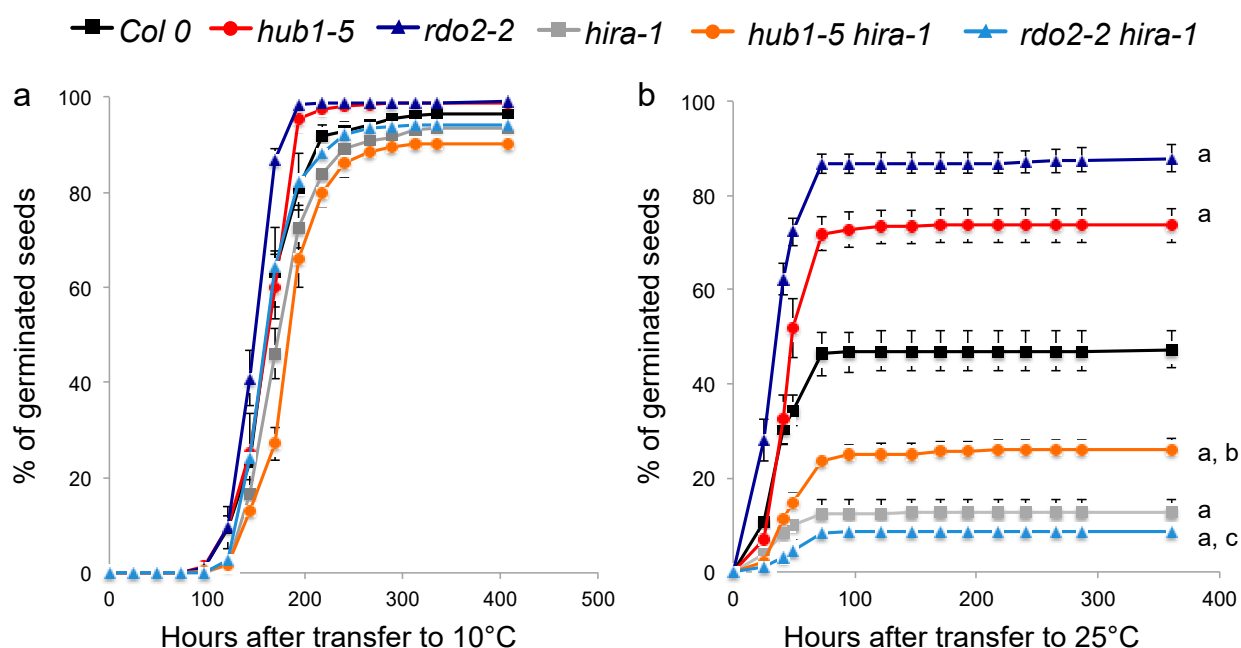 Col 0 hub1-5 rdo2-2 hira-1 hub1-5 hira-1 rdo2-2 hira-1
a
100
80
60
40
20
0
0 100 200 300 400 500
% of germinated seeds
Hours after transfer to 10°C
b
100
80
60
40
20
0
0 100 200 300 400
% of germinated seeds
Hours after transfer to 25°C
a
a
a, b
a
a, c